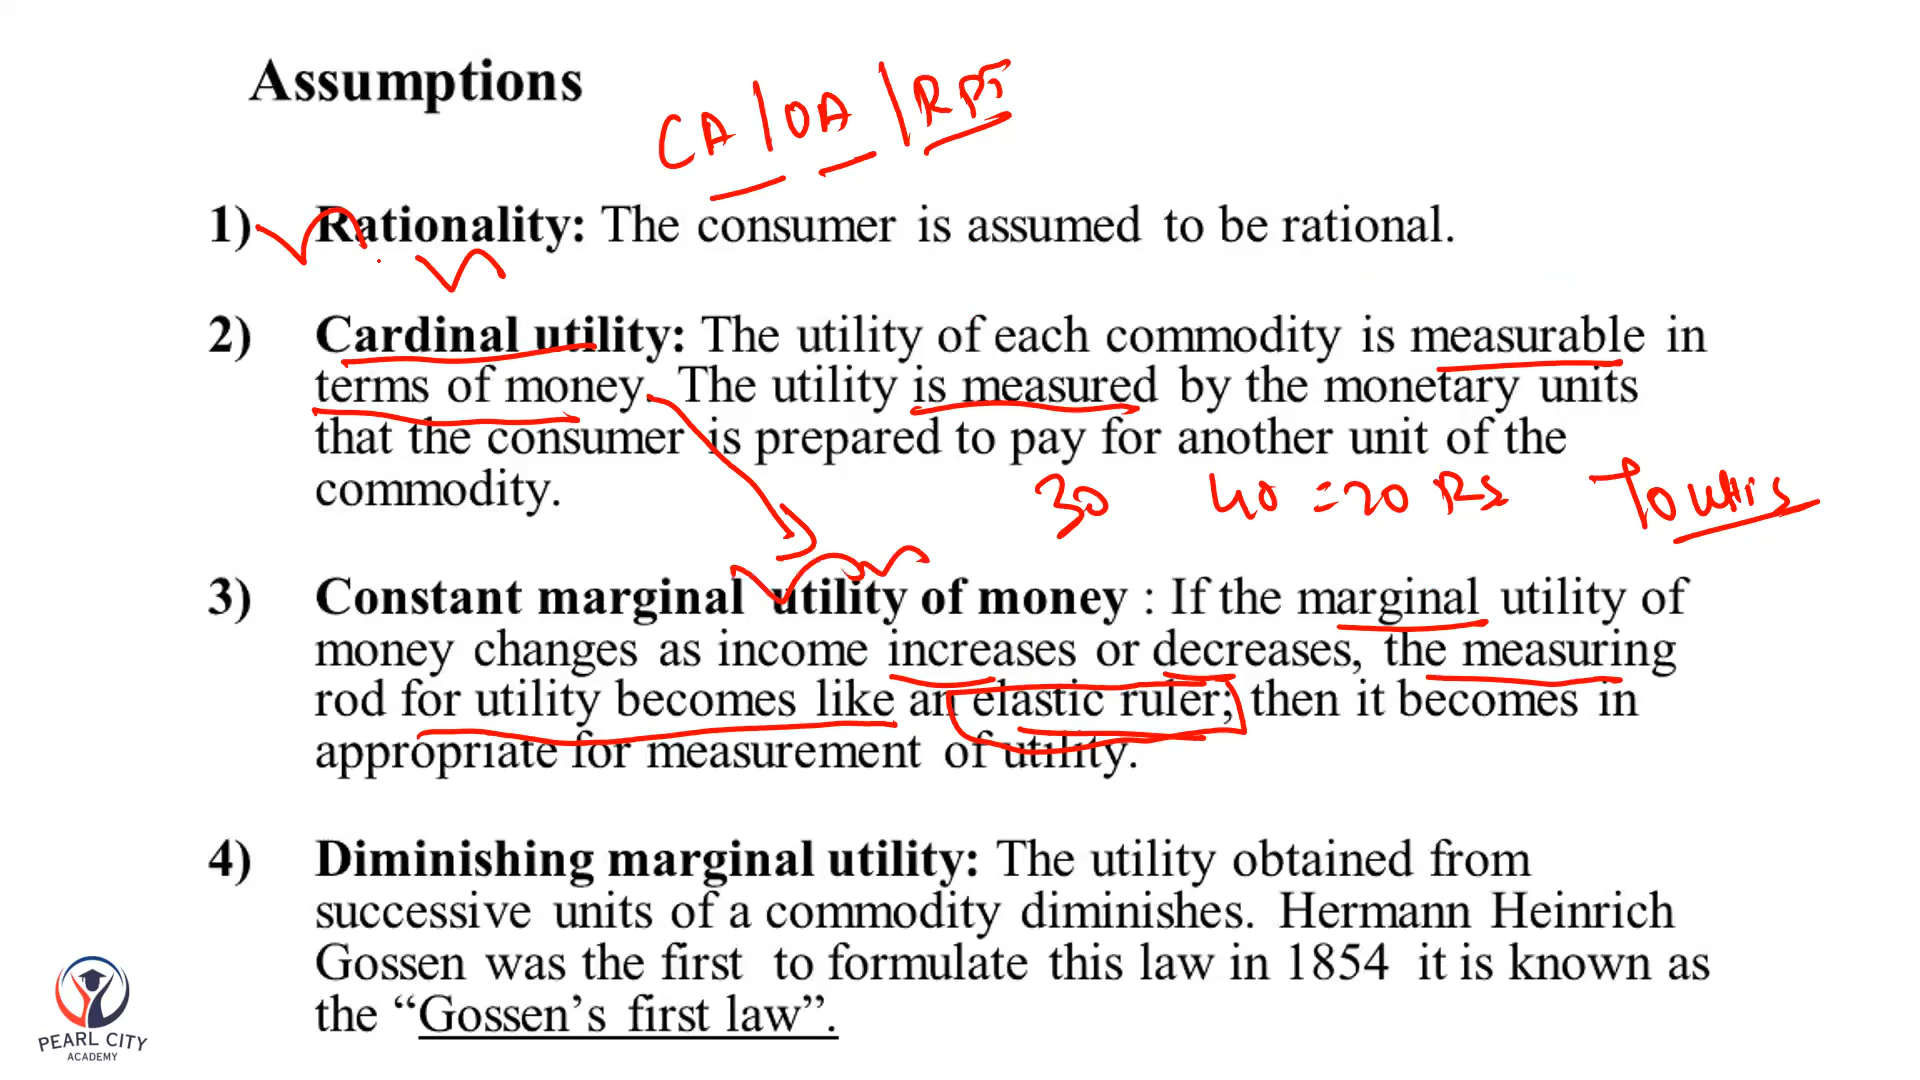 Assumptions
CA / OA / RPT
1) Rationality: The consumer is assumed to be rational.
2) Cardinal utility: The utility of each commodity is measurable in
terms of money. The utility is measured by the monetary units
that the consumer is prepared to pay for another unit of the
commodity.
30 40 = 20 Rs
3) Constant marginal utility of money : If the marginal utility of
money changes as income increases or decreases, the measuring
rod for utility becomes like an elastic ruler; then it becomes in
appropriate for measurement of utility.
4) Diminishing marginal utility: The utility obtained from
successive units of a commodity diminishes. Hermann Heinrich
Gossen was the first to formulate this law in 1854 it is known as
the “Gossen’s first law”.
PEARL CITY
ACADEMY